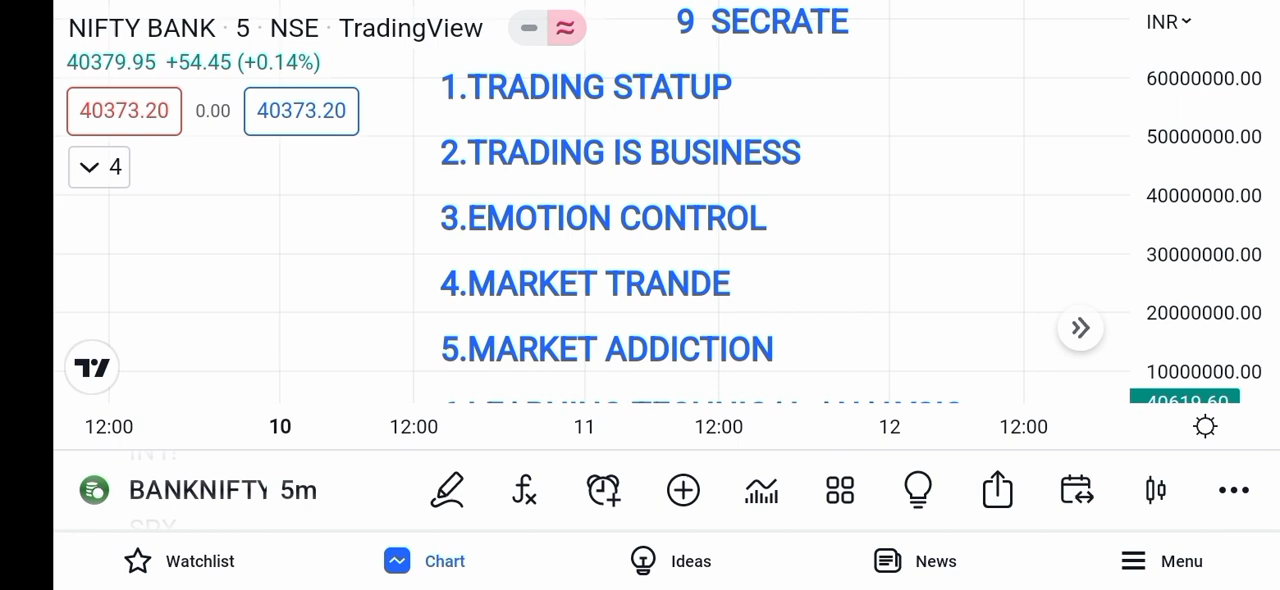 NIFTY BANK · 5 · NSE · TradingView
9 SECRATE
INR
40379.95 +54.45 (+0.14%)
40373.20 0.00 40373.20
4
1.TRADING STATUP
2.TRADING IS BUSINESS
3.EMOTION CONTROL
4.MARKET TRANDE
5.MARKET ADDICTION
60000000.00
50000000.00
40000000.00
30000000.00
20000000.00
10000000.00
40619.60
12:00 10 12:00 11 12:00 12 12:00
BANKNIFTY 5m
SPX
Watchlist Chart Ideas News Menu